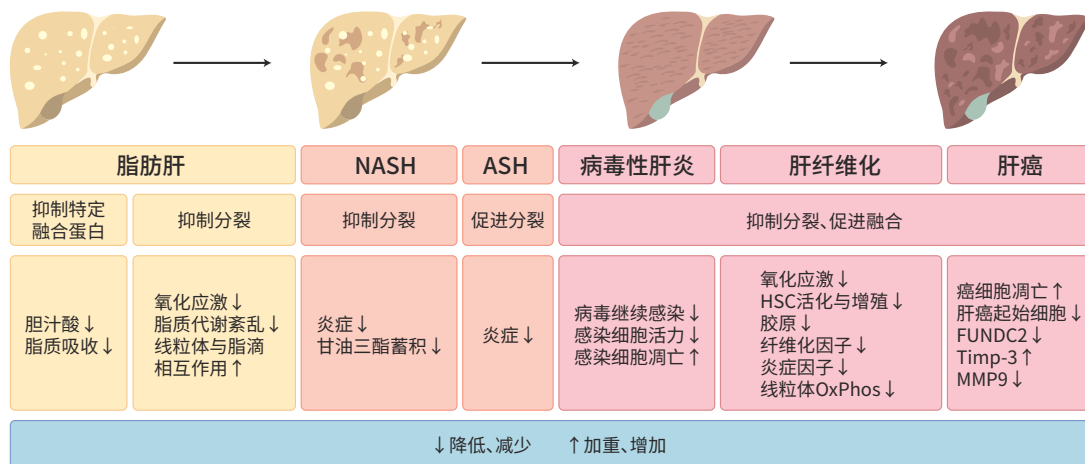 脂肪肝
NASH
ASH
病毒性肝炎
肝纤维化
肝癌
抑制特定
融合蛋白
抑制分裂
抑制分裂
促进分裂
抑制分裂、促进融合
胆汁酸↓
脂质吸收↓
氧化应激↓
脂质代谢紊乱↓
线粒体与脂滴
相互作用↑
炎症↓
甘油三酯蓄积↓
炎症↓
病毒继续感染↓
感染细胞活力↓
感染细胞凋亡↑
氧化应激↓
HSC活化与增殖↓
胶原↓
纤维化因子↓
炎症因子↓
线粒体OxPhos↓
癌细胞凋亡↑
肝癌起始细胞↓
FUNDC2↓
Timp-3↑
MMP9↓
↓降低、减少 ↑加重、增加